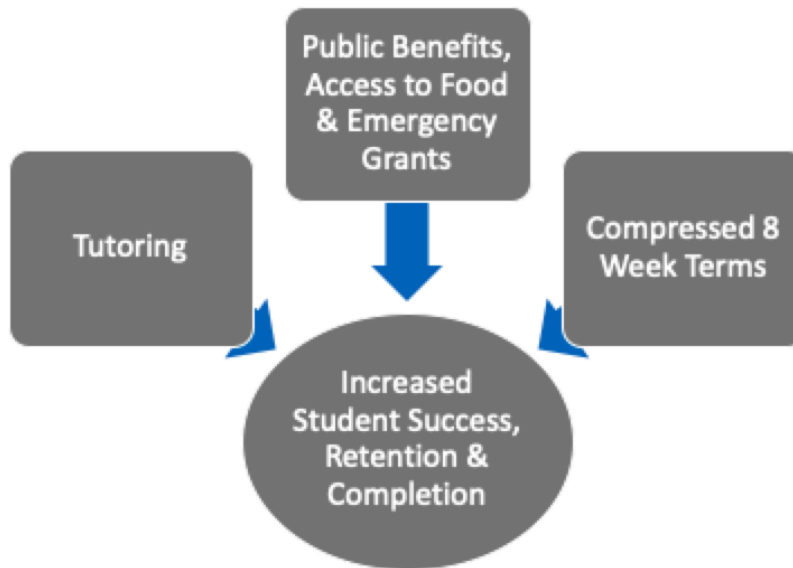 Public Benefits,
Access to Food
& Emergency
Grants
Tutoring
Compressed 8
Week Terms
Increased
Student Success,
Retention &
Completion